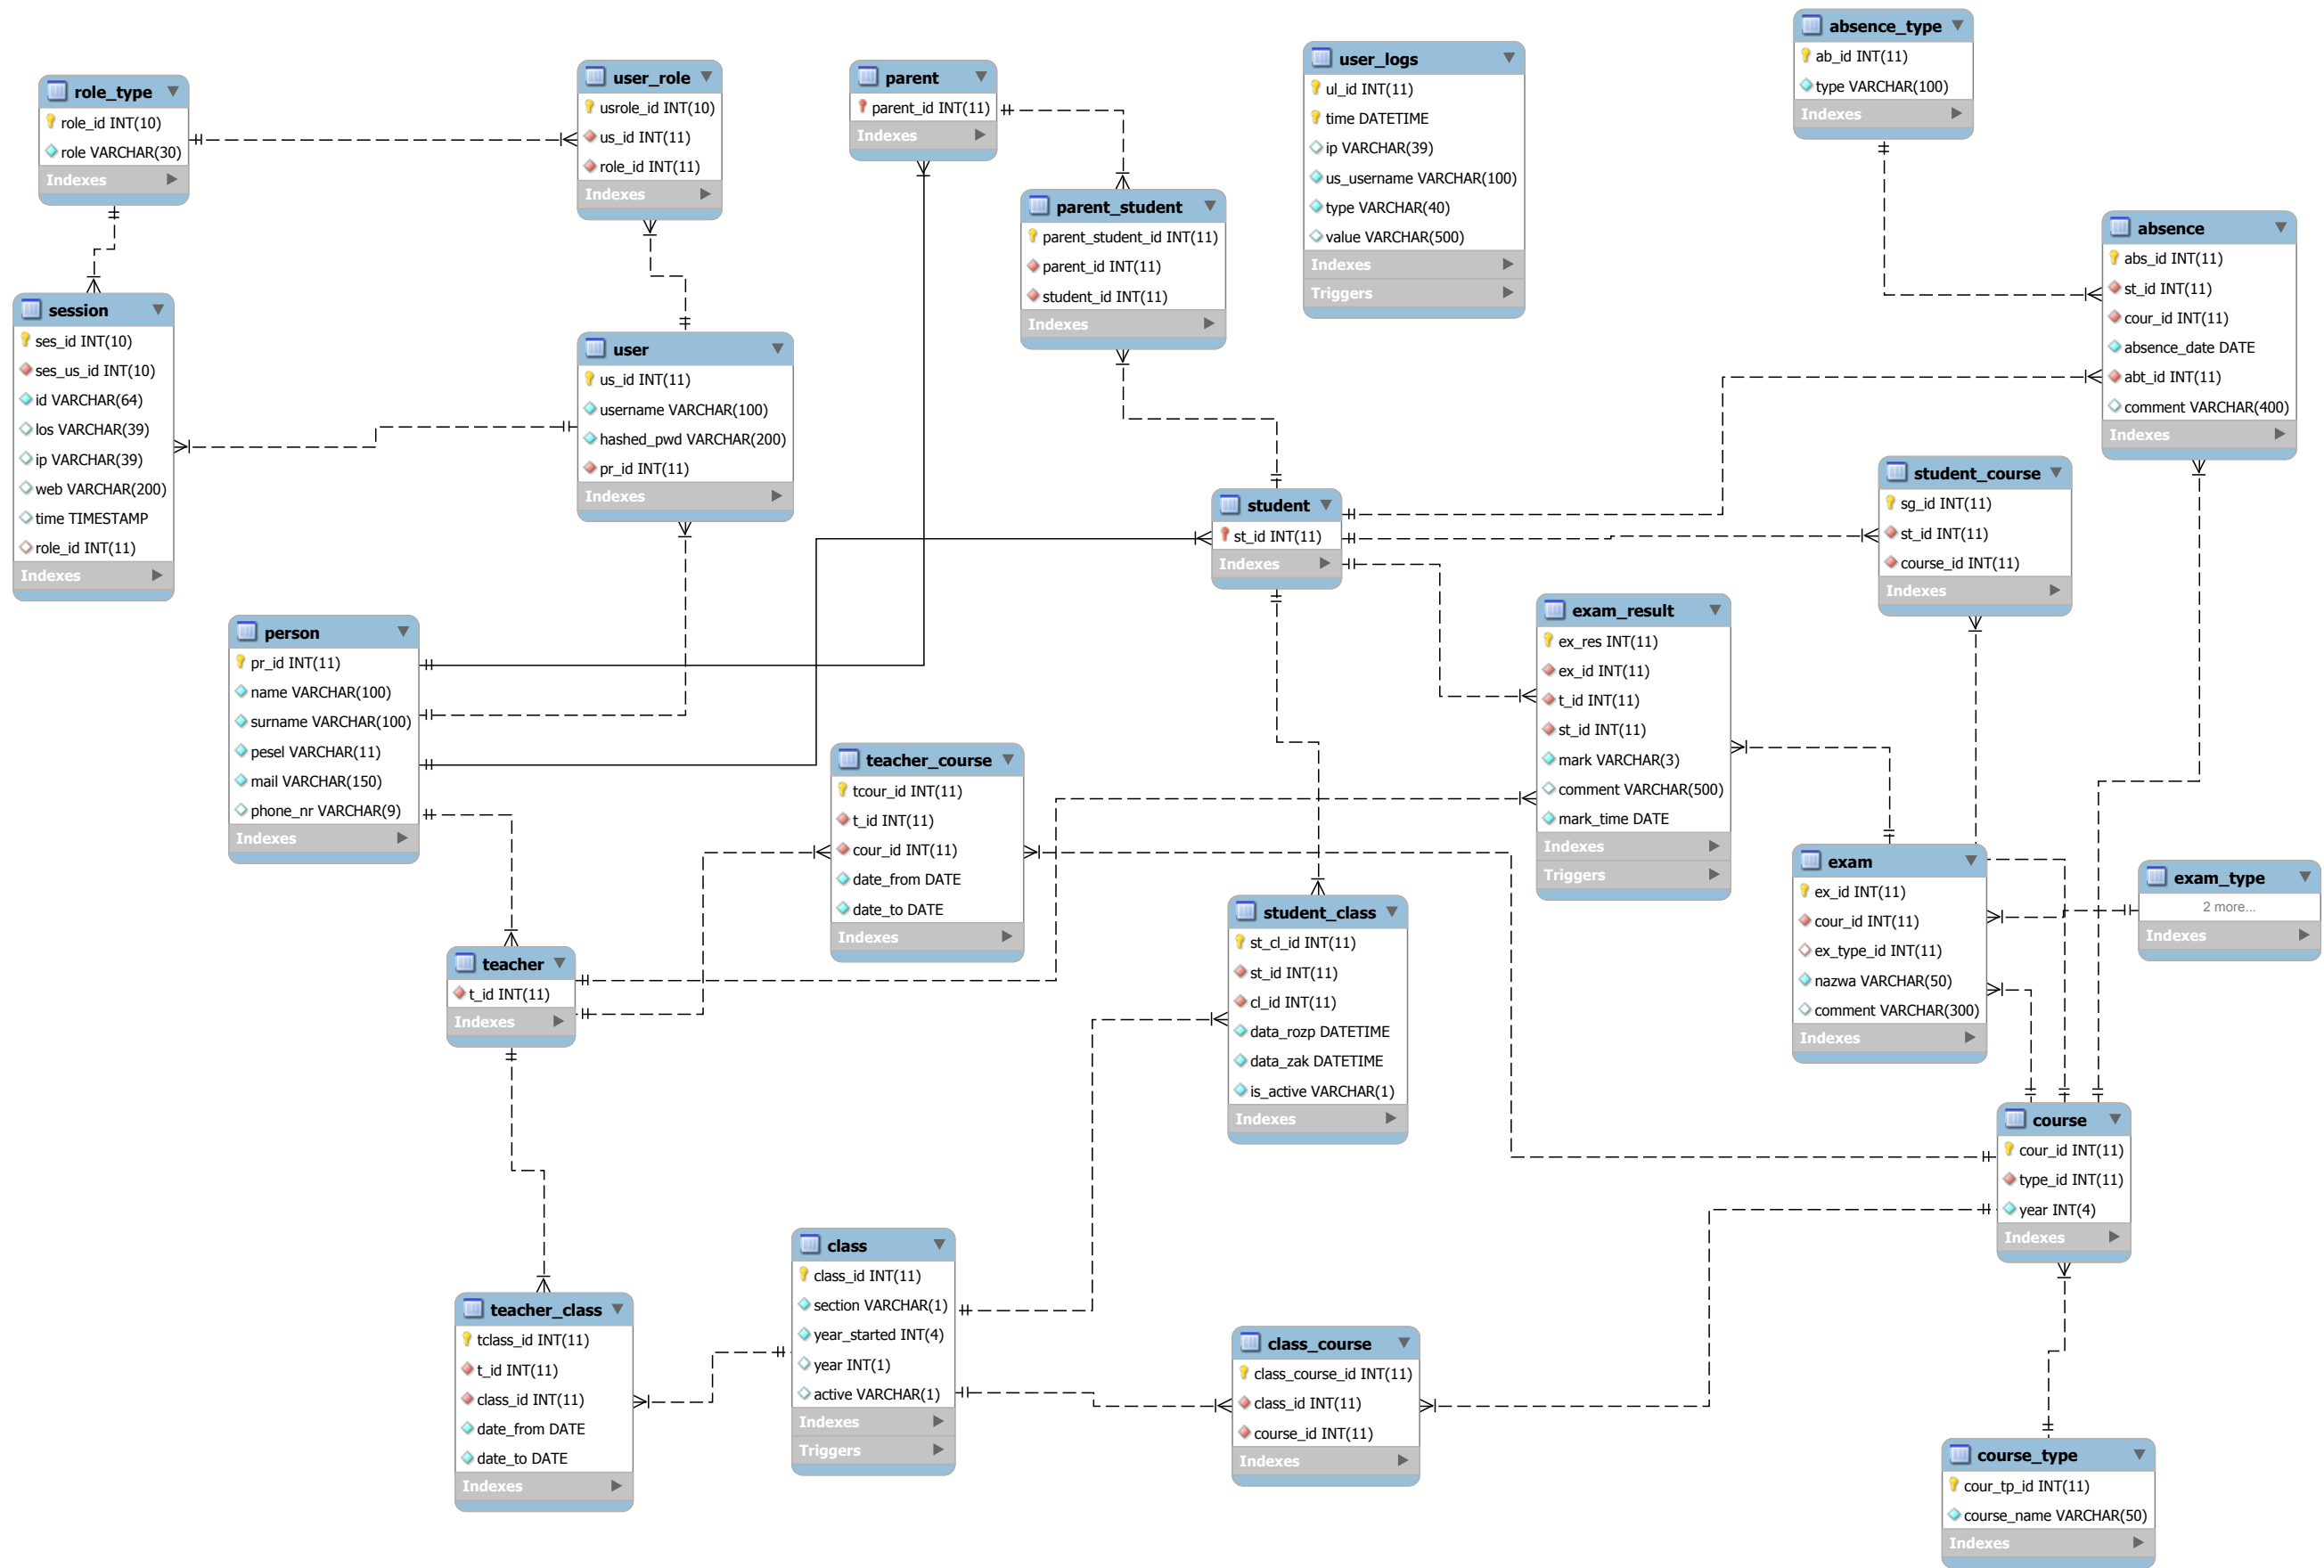 role_type
role_id INT(10)
role VARCHAR(30)
Indexes
user_role
usrole_id INT(10)
us_id INT(11)
role_id INT(11)
Indexes
parent
parent_id INT(11)
Indexes
user_logs
ul_id INT(11)
time DATETIME
ip VARCHAR(39)
us_username VARCHAR(100)
type VARCHAR(40)
value VARCHAR(500)
Indexes
Triggers
absence_type
ab_id INT(11)
type VARCHAR(100)
Indexes
parent_student
parent_student_id INT(11)
parent_id INT(11)
student_id INT(11)
Indexes
absence
abs_id INT(11)
st_id INT(11)
cour_id INT(11)
absence_date DATE
abt_id INT(11)
comment VARCHAR(400)
Indexes
session
ses_id INT(10)
ses_us_id INT(10)
id VARCHAR(64)
los VARCHAR(39)
ip VARCHAR(39)
web VARCHAR(200)
time TIMESTAMP
role_id INT(11)
Indexes
user
us_id INT(11)
username VARCHAR(100)
hashed_pwd VARCHAR(200)
pr_id INT(11)
Indexes
student
st_id INT(11)
Indexes
student_course
sg_id INT(11)
st_id INT(11)
course_id INT(11)
Indexes
person
pr_id INT(11)
name VARCHAR(100)
surname VARCHAR(100)
pesel VARCHAR(11)
mail VARCHAR(150)
phone_nr VARCHAR(9)
Indexes
exam_result
ex_res INT(11)
ex_id INT(11)
t_id INT(11)
st_id INT(11)
mark VARCHAR(3)
comment VARCHAR(500)
mark_time DATE
Indexes
Triggers
teacher_course
tcour_id INT(11)
t_id INT(11)
cour_id INT(11)
date_from DATE
date_to DATE
Indexes
exam
ex_id INT(11)
cour_id INT(11)
ex_type_id INT(11)
nazwa VARCHAR(50)
comment VARCHAR(300)
Indexes
exam_type
2 more...
Indexes
teacher
t_id INT(11)
Indexes
student_class
st_cl_id INT(11)
st_id INT(11)
cl_id INT(11)
data_rozp DATETIME
data_zak DATETIME
is_active VARCHAR(1)
Indexes
course
cour_id INT(11)
type_id INT(11)
year INT(4)
Indexes
class
class_id INT(11)
section VARCHAR(1)
year_started INT(4)
year INT(1)
active VARCHAR(1)
Indexes
Triggers
teacher_class
tclass_id INT(11)
t_id INT(11)
class_id INT(11)
date_from DATE
date_to DATE
Indexes
class_course
class_course_id INT(11)
class_id INT(11)
course_id INT(11)
Indexes
course_type
cour_tp_id INT(11)
course_name VARCHAR(50)
Indexes